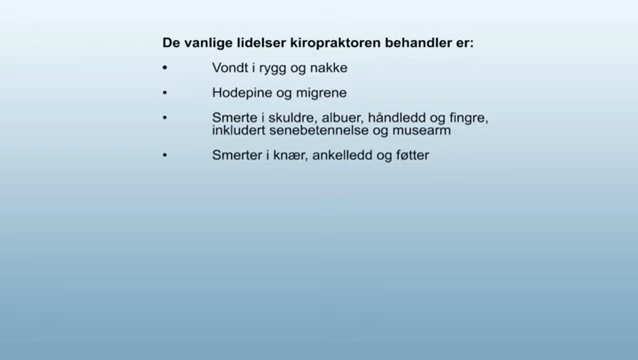 De vanlige lidelser kiropraktoren behandler er:
• Vondt i rygg og nakke
• Hodepine og migrene
• Smerte i skuldre, albuer, håndledd og fingre,
inkludert senebetennelse og musearm
• Smerter i knær, ankelledd og føtter